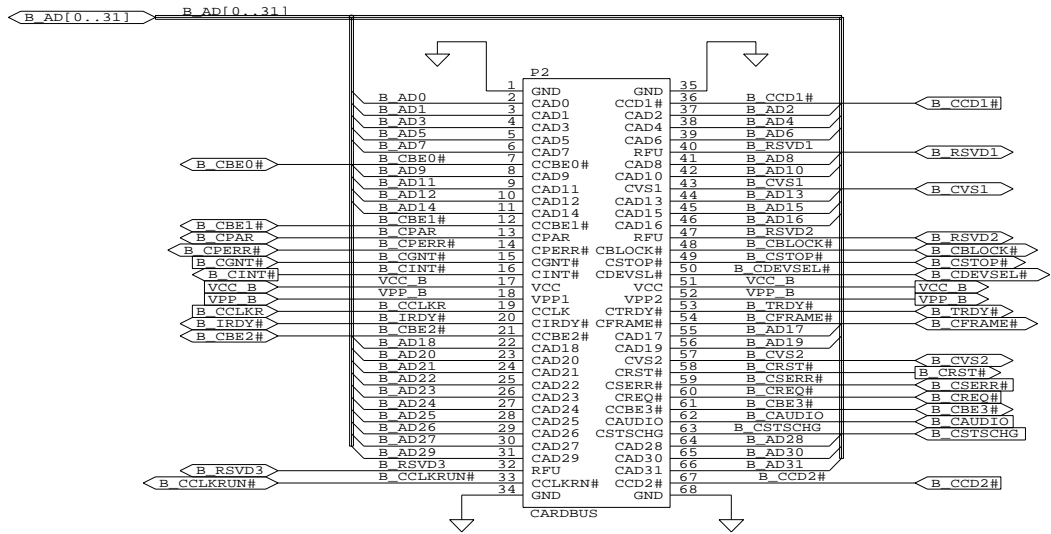 B_AD[0..31] B_AD[0..31]
P2
1 GND GND 35
B_AD0 2 CAD0 CCD1# 36 B_CCD1# B_CCD1#
B_AD1 3 CAD1 CAD2 37 B_AD2
B_AD3 4 CAD3 CAD4 38 B_AD4
B_AD5 5 CAD5 CAD6 39 B_AD6
B_AD7 6 CAD7 RFU 40 B_RSVD1 B_RSVD1
B_CBE0# B_CBE0# 7 CCBE0# CAD8 41 B_AD8
B_AD9 8 CAD9 CAD10 42 B_AD10
B_AD11 9 CAD11 CVS1 43 B_CVS1 B_CVS1
B_AD12 10 CAD12 CAD13 44 B_AD13
B_AD14 11 CAD14 CAD15 45 B_AD15
B_CBE1# B_CBE1# 12 CCBE1# CAD16 46 B_AD16
B_CPAR B_CPAR 13 CPAR RFU 47 B_RSVD2 B_RSVD2
B_CPERR# B_CPERR# 14 CPERR# CBLOCK# 48 B_CBLOCK# B_CBLOCK#
B_CGNT# B_CGNT# 15 CGNT# CSTOP# 49 B_CSTOP# B_CSTOP#
B_CINT# B_CINT# 16 CINT# CDEVSL# 50 B_CDEVSEL# B_CDEVSEL#
VCC_B VCC_B 17 VCC VCC 51 VCC_B VCC_B
VPP_B VPP_B 18 VPP1 VPP2 52 VPP_B VPP_B
B_CCLKR B_CCLKR 19 CCLK CTRDY# 53 B_TRDY# B_TRDY#
B_IRDY# B_IRDY# 20 CIRDY# CFRAME# 54 B_CFRAME# B_CFRAME#
B_CBE2# B_CBE2# 21 CCBE2# CAD17 55 B_AD17
B_AD18 22 CAD18 CAD19 56 B_AD19
B_AD20 23 CAD20 CVS2 57 B_CVS2 B_CVS2
B_AD21 24 CAD21 CRST# 58 B_CRST# B_CRST#
B_AD22 25 CAD22 CSERR# 59 B_CSERR# B_CSERR#
B_AD23 26 CAD23 CREQ# 60 B_CREQ# B_CREQ#
B_AD24 27 CAD24 CCBE3# 61 B_CBE3# B_CBE3#
B_AD25 28 CAD25 CAUDIO 62 B_CAUDIO B_CAUDIO
B_AD26 29 CAD26 CSTSCHG 63 B_CSTSCHG B_CSTSCHG
B_AD27 30 CAD27 CAD28 64 B_AD28
B_AD29 31 CAD29 CAD30 65 B_AD30
B_RSVD3 B_RSVD3 32 RFU CAD31 66 B_AD31
B_CCLKRUN# B_CCLKRUN# 33 CCLKRN# CCD2# 67 B_CCD2# B_CCD2#
34 GND GND 68
CARDBUS